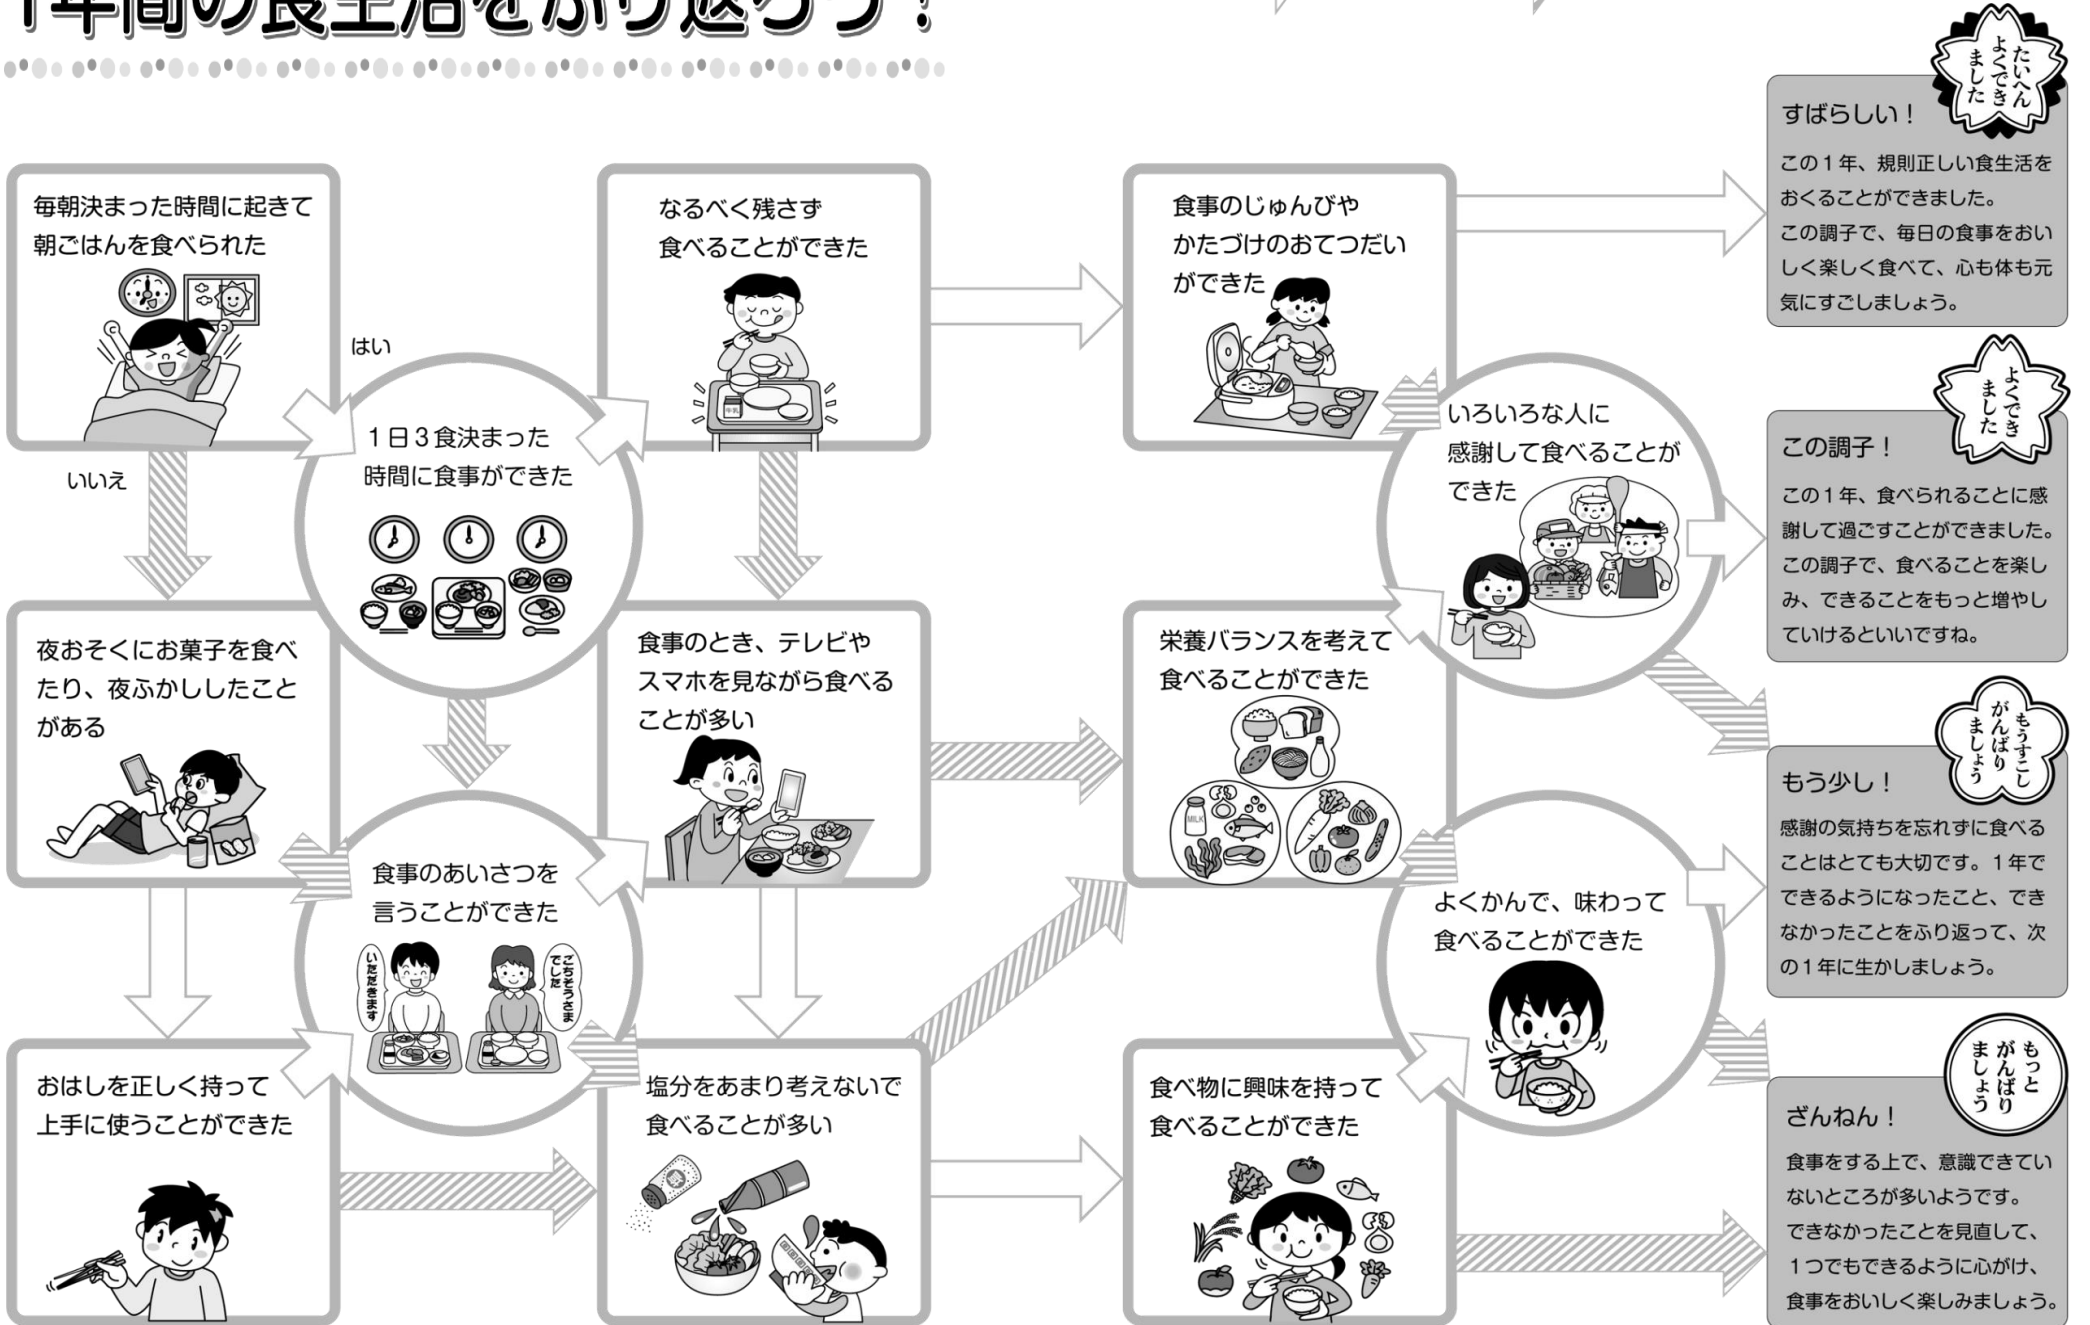 1年間の食生活をふり返ろう！
毎朝決まった時間に起きて
朝ごはんを食べられた
はい
いいえ
1日3食決まった
時間に食事ができた
なるべく残さず
食べることができた
牛乳
食事のじゅんびや
かたづけのおてつだい
ができた
いろいろな人に
感謝して食べることが
できた
夜おそくにお菓子を食べ
たり、夜ふかししたこと
がある
食事のあいさつを
言うことができた
いただきます
ごちそうさま
でした
食事のとき、テレビや
スマホを見ながら食べる
ことが多い
栄養バランスを考えて
食べることができた
MILK
よくかんで、味わって
食べることができた
おはしを正しく持って
上手に使うことができた
塩分をあまり考えないで
食べることが多い
食べ物に興味を持って
食べることができた
たいへん
よくでき
ました
すばらしい！
この1年、規則正しい食生活を
おくることができました。
この調子で、毎日の食事をおい
しく楽しく食べて、心も体も元
気にすごしましょう。
よくでき
ました
この調子！
この1年、食べられることに感
謝して過ごすことができました。
この調子で、食べることを楽し
み、できることをもっと増やし
ていけるといいですね。
もうすこし
がんばり
ましょう
もう少し！
感謝の気持ちを忘れずに食べる
ことはとても大切です。1年で
できるようになったこと、でき
なかったことをふり返って、次
の1年に生かしましょう。
もっと
がんばり
ましょう
ざんねん！
食事をする上で、意識できてい
ないところが多いようです。
できなかったことを見直して、
1つでもできるように心がけ、
食事をおいしく楽しみましょう。